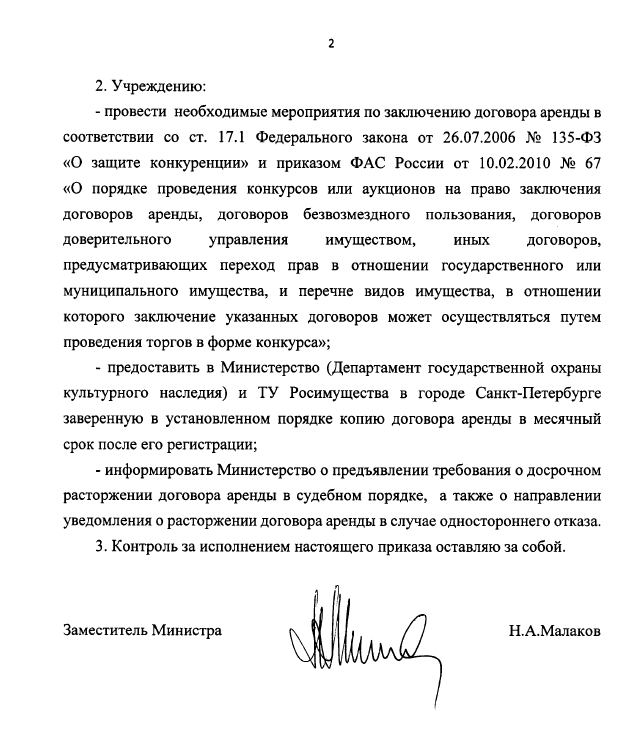 2
2. Учреждению:
- провести необходимые мероприятия по заключению договора аренды в
соответствии со ст. 17.1 Федерального закона от 26.07.2006 № 135-ФЗ
«О защите конкуренции» и приказом ФАС России от 10.02.2010 № 67
«О порядке проведения конкурсов или аукционов на право заключения
договоров аренды, договоров безвозмездного пользования, договоров
доверительного управления имуществом, иных договоров,
предусматривающих переход прав в отношении государственного или
муниципального имущества, и перечне видов имущества, в отношении
которого заключение указанных договоров может осуществляться путем
проведения торгов в форме конкурса»;
- предоставить в Министерство (Департамент государственной охраны
культурного наследия) и ТУ Росимущества в городе Санкт-Петербурге
заверенную в установленном порядке копию договора аренды в месячный
срок после его регистрации;
- информировать Министерство о предъявлении требования о досрочном
расторжении договора аренды в судебном порядке, а также о направлении
уведомления о расторжении договора аренды в случае одностороннего отказа.
3. Контроль за исполнением настоящего приказа оставляю за собой.
Заместитель Министра Н.А.Малаков